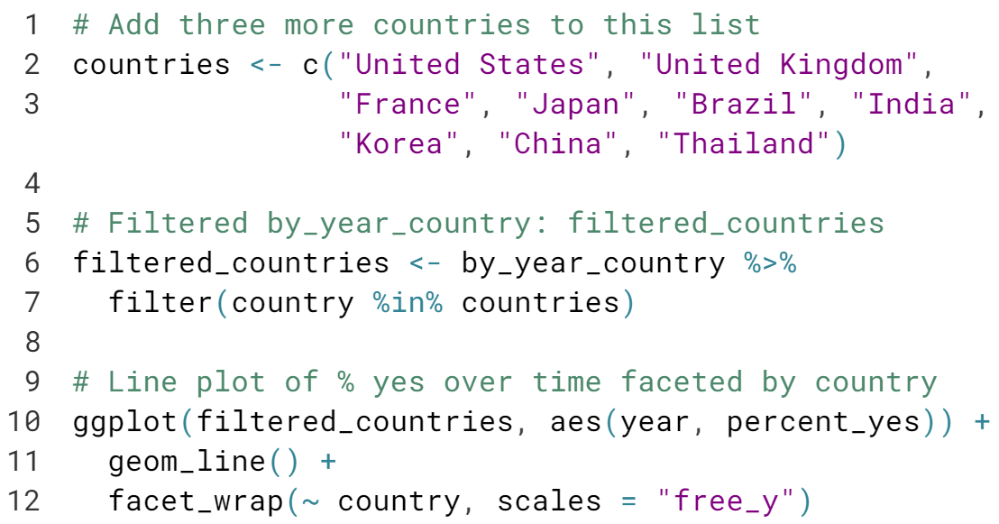 1 # Add three more countries to this list
2 countries <- c("United States", "United Kingdom",
3 "France", "Japan", "Brazil", "India",
"Korea", "China", "Thailand")
4
5 # Filtered by_year_country: filtered_countries
6 filtered_countries <- by_year_country %>%
7 filter(country %in% countries)
8
9 # Line plot of % yes over time faceted by country
10 ggplot(filtered_countries, aes(year, percent_yes)) +
11 geom_line() +
12 facet_wrap(~ country, scales = "free_y")